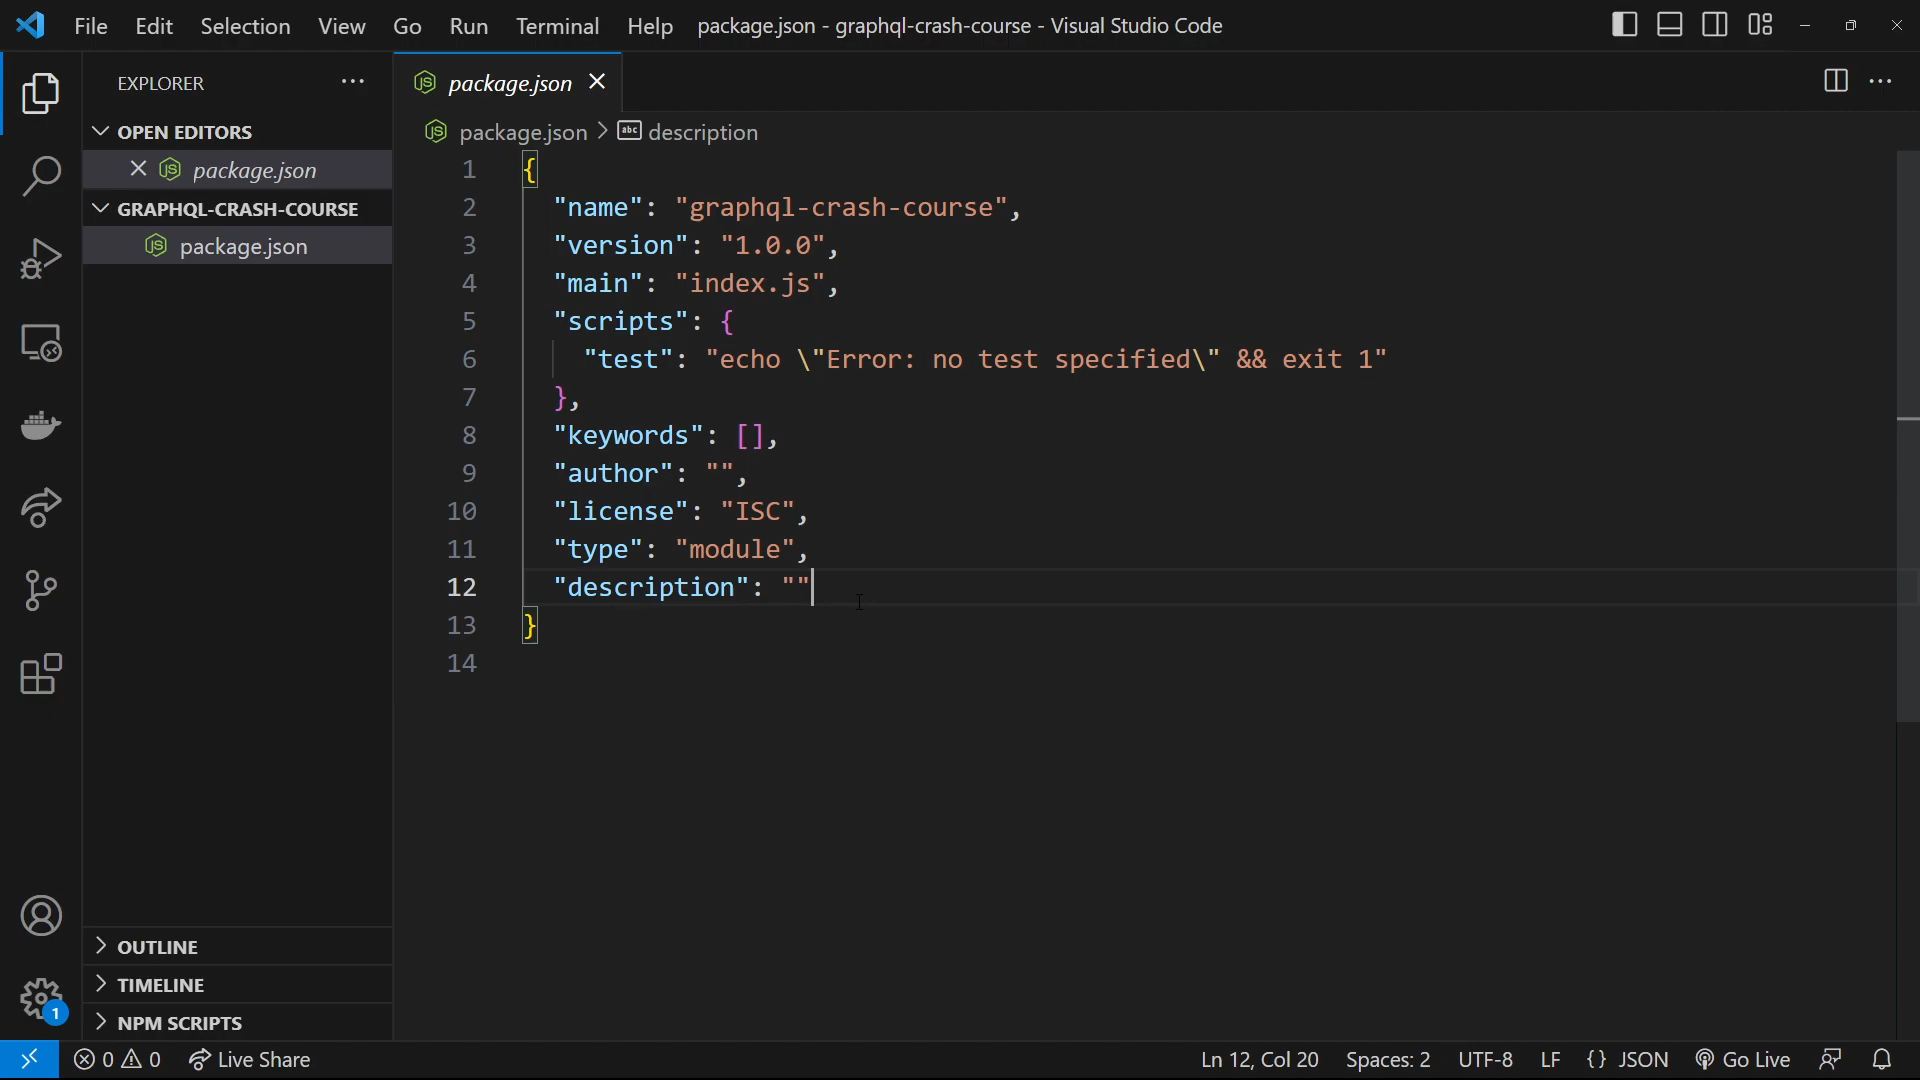 File Edit Selection View Go Run Terminal Help package.json - graphql-crash-course - Visual Studio Code
EXPLORER
OPEN EDITORS
package.json
GRAPHQL-CRASH-COURSE
package.json
OUTLINE
TIMELINE
NPM SCRIPTS
1
package.json
package.json > abc description
1 {
2 "name": "graphql-crash-course",
3 "version": "1.0.0",
4 "main": "index.js",
5 "scripts": {
6 "test": "echo \"Error: no test specified\" && exit 1"
7 },
8 "keywords": [],
9 "author": "",
10 "license": "ISC",
11 "type": "module",
12 "description": ""
13 }
14
0 0 Live Share Ln 12, Col 20 Spaces: 2 UTF-8 LF {} JSON Go Live